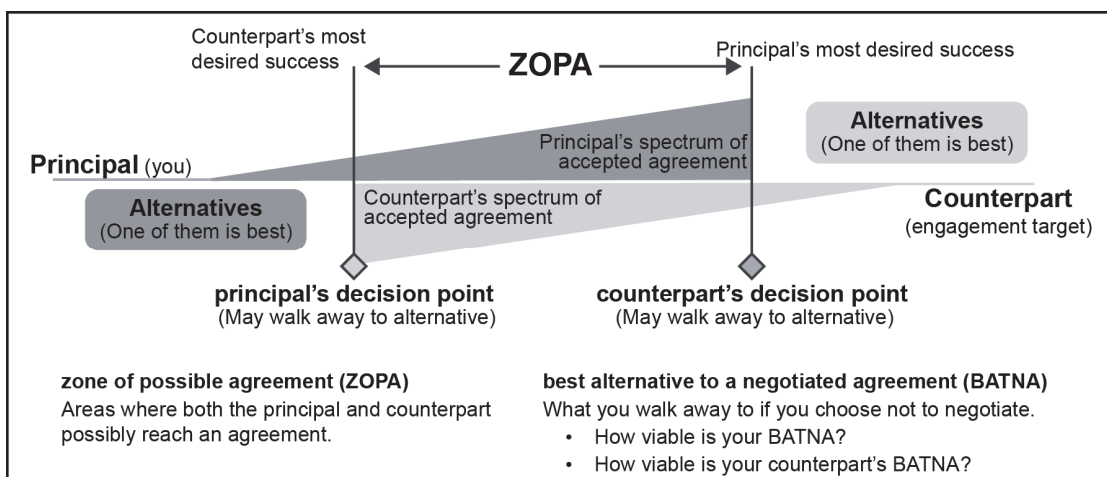 Counterpart's most
desired success
ZOPA
Principal's most desired success
Principal's spectrum of
accepted agreement
Alternatives
(One of them is best)
Principal (you)
Alternatives
(One of them is best)
Counterpart's spectrum of
accepted agreement
Counterpart
(engagement target)
principal's decision point
(May walk away to alternative)
counterpart's decision point
(May walk away to alternative)
zone of possible agreement (ZOPA)
Areas where both the principal and counterpart
possibly reach an agreement.
best alternative to a negotiated agreement (BATNA)
What you walk away to if you choose not to negotiate.
• How viable is your BATNA?
• How viable is your counterpart's BATNA?